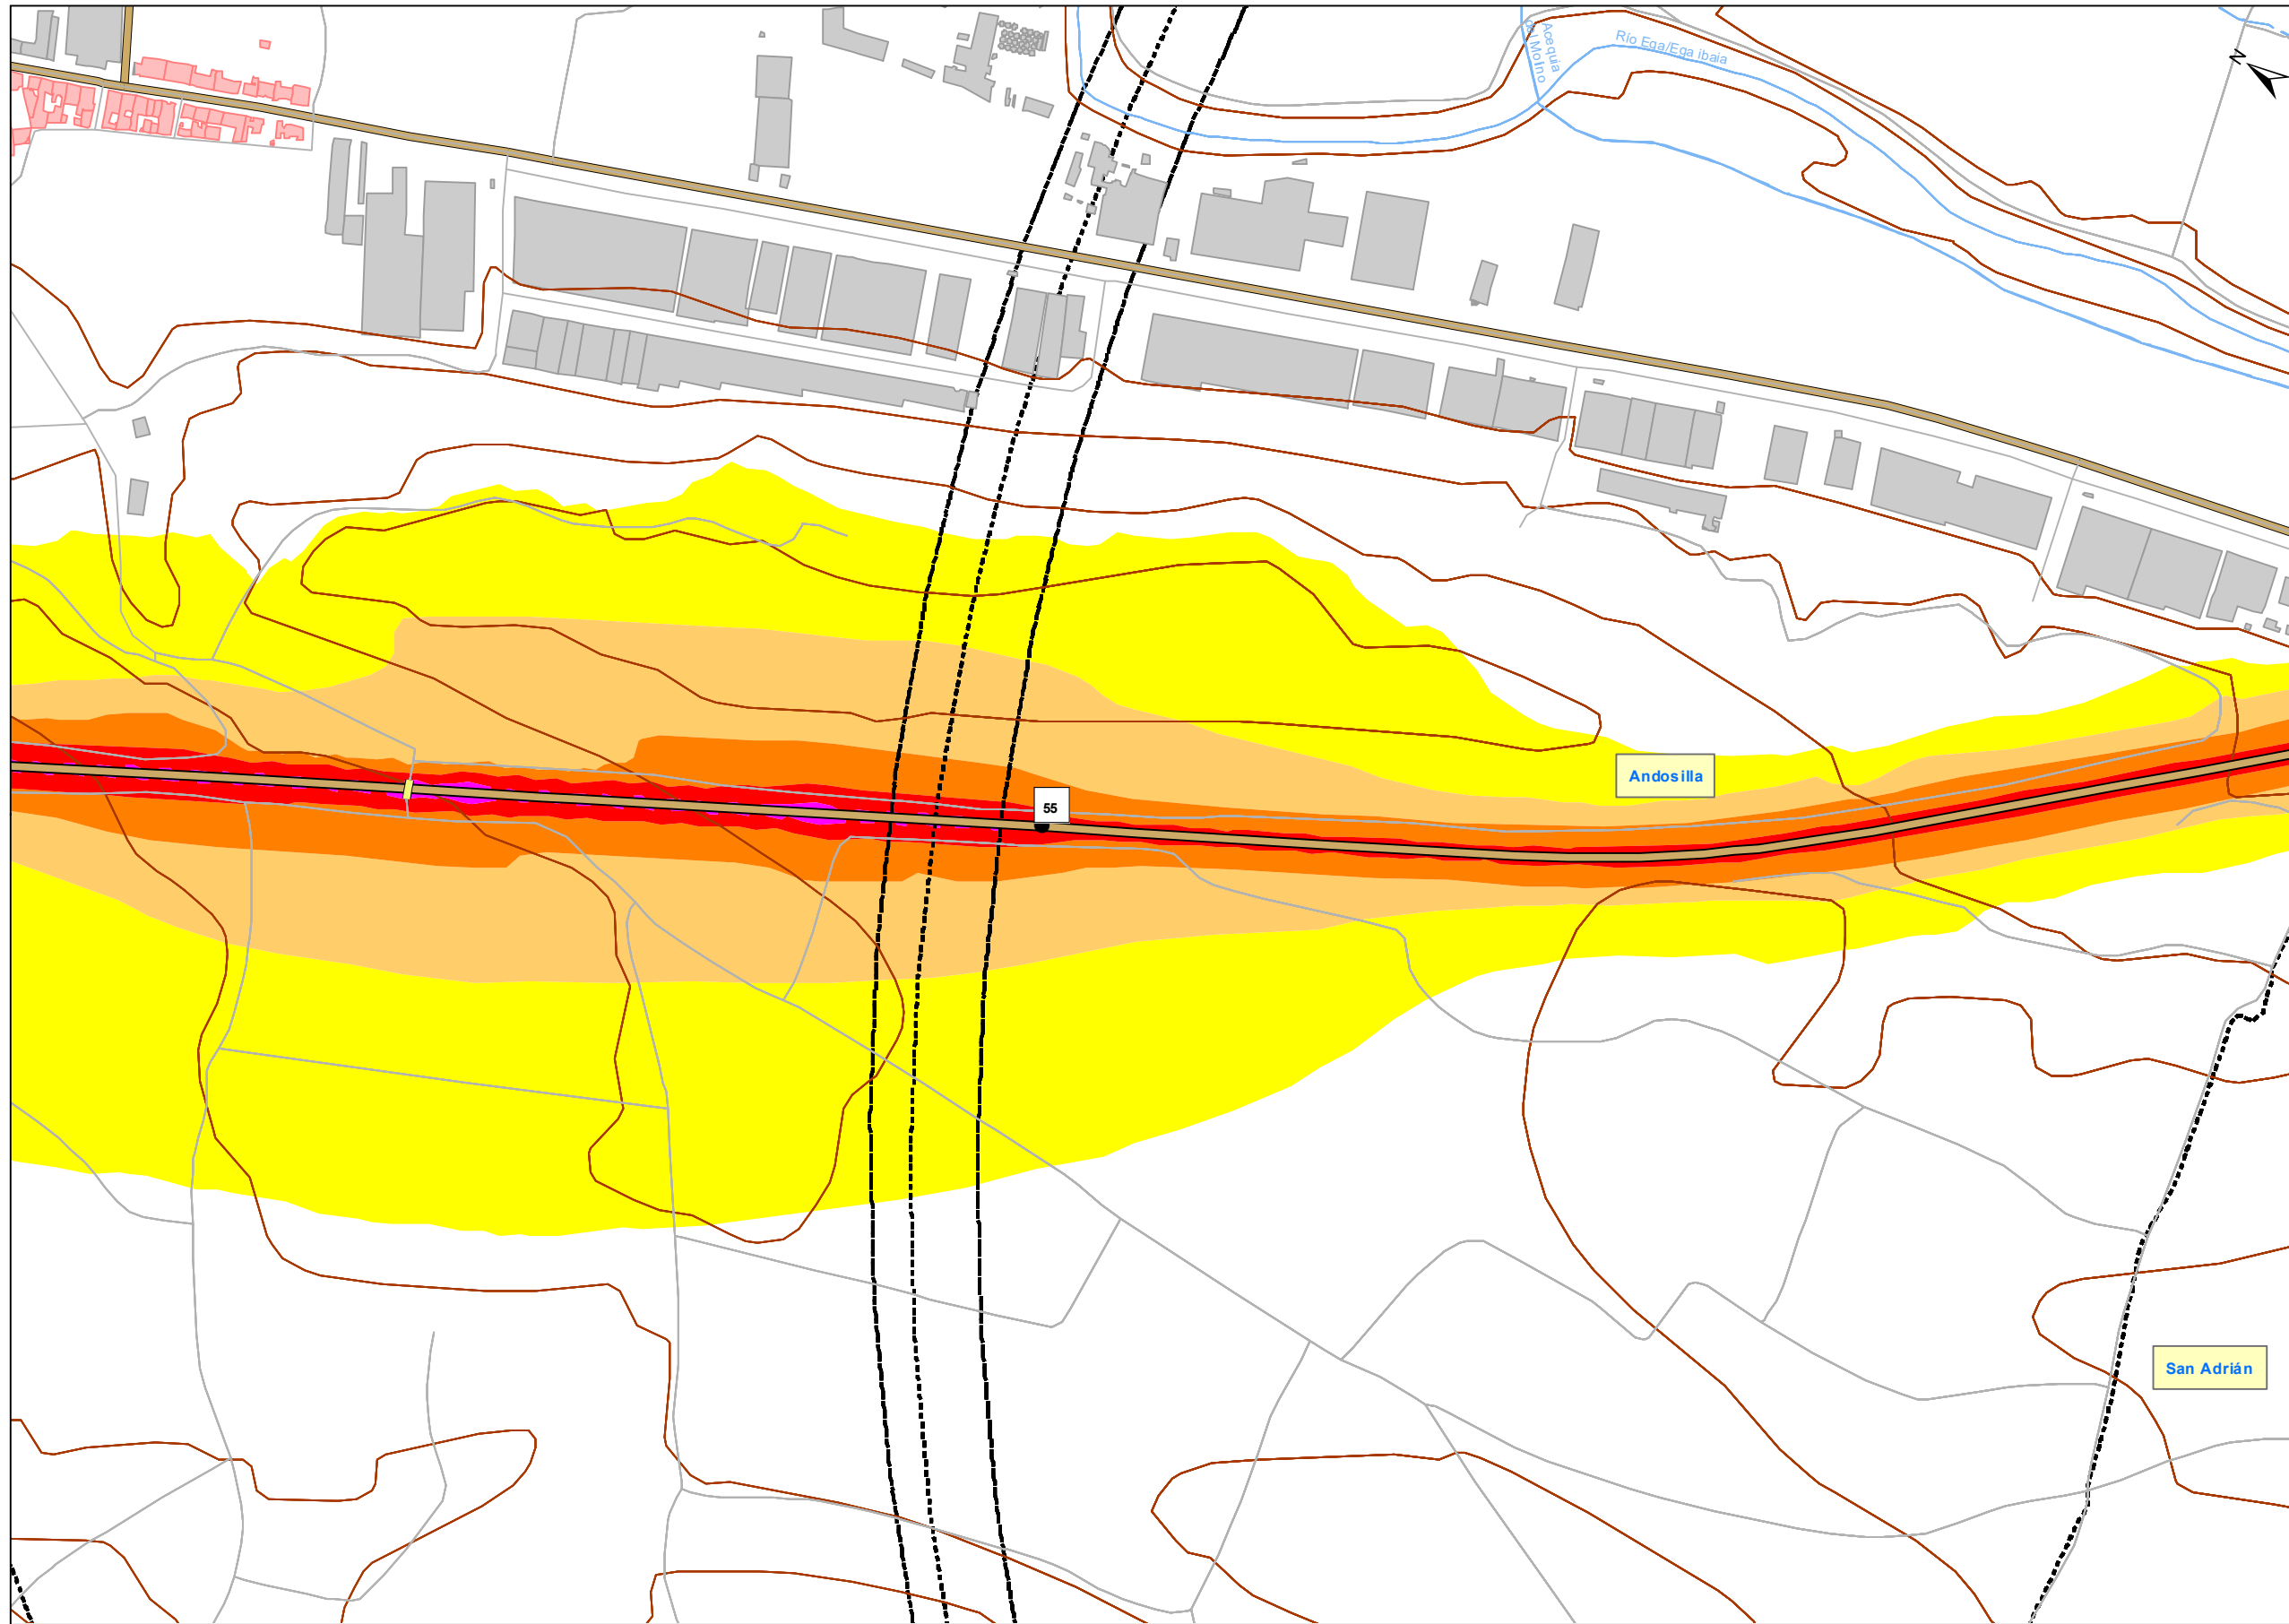 Acequia
del Molino
Río Ega/Ega ibaia
N
55
Andosilla
San Adrián